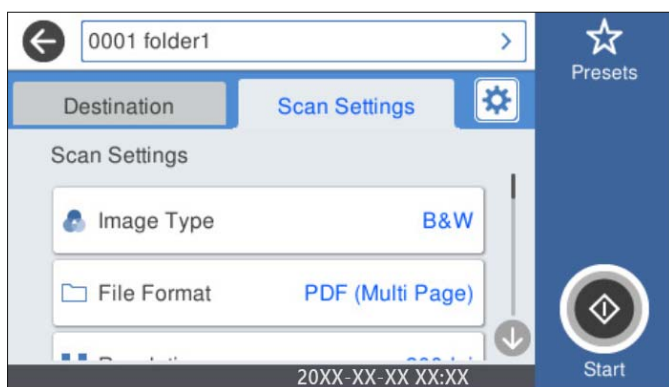 0001 folder1
Presets
Destination
Scan Settings
Scan Settings
Image Type B&W
File Format PDF (Multi Page)
20XX-XX-XX XX:XX
Start